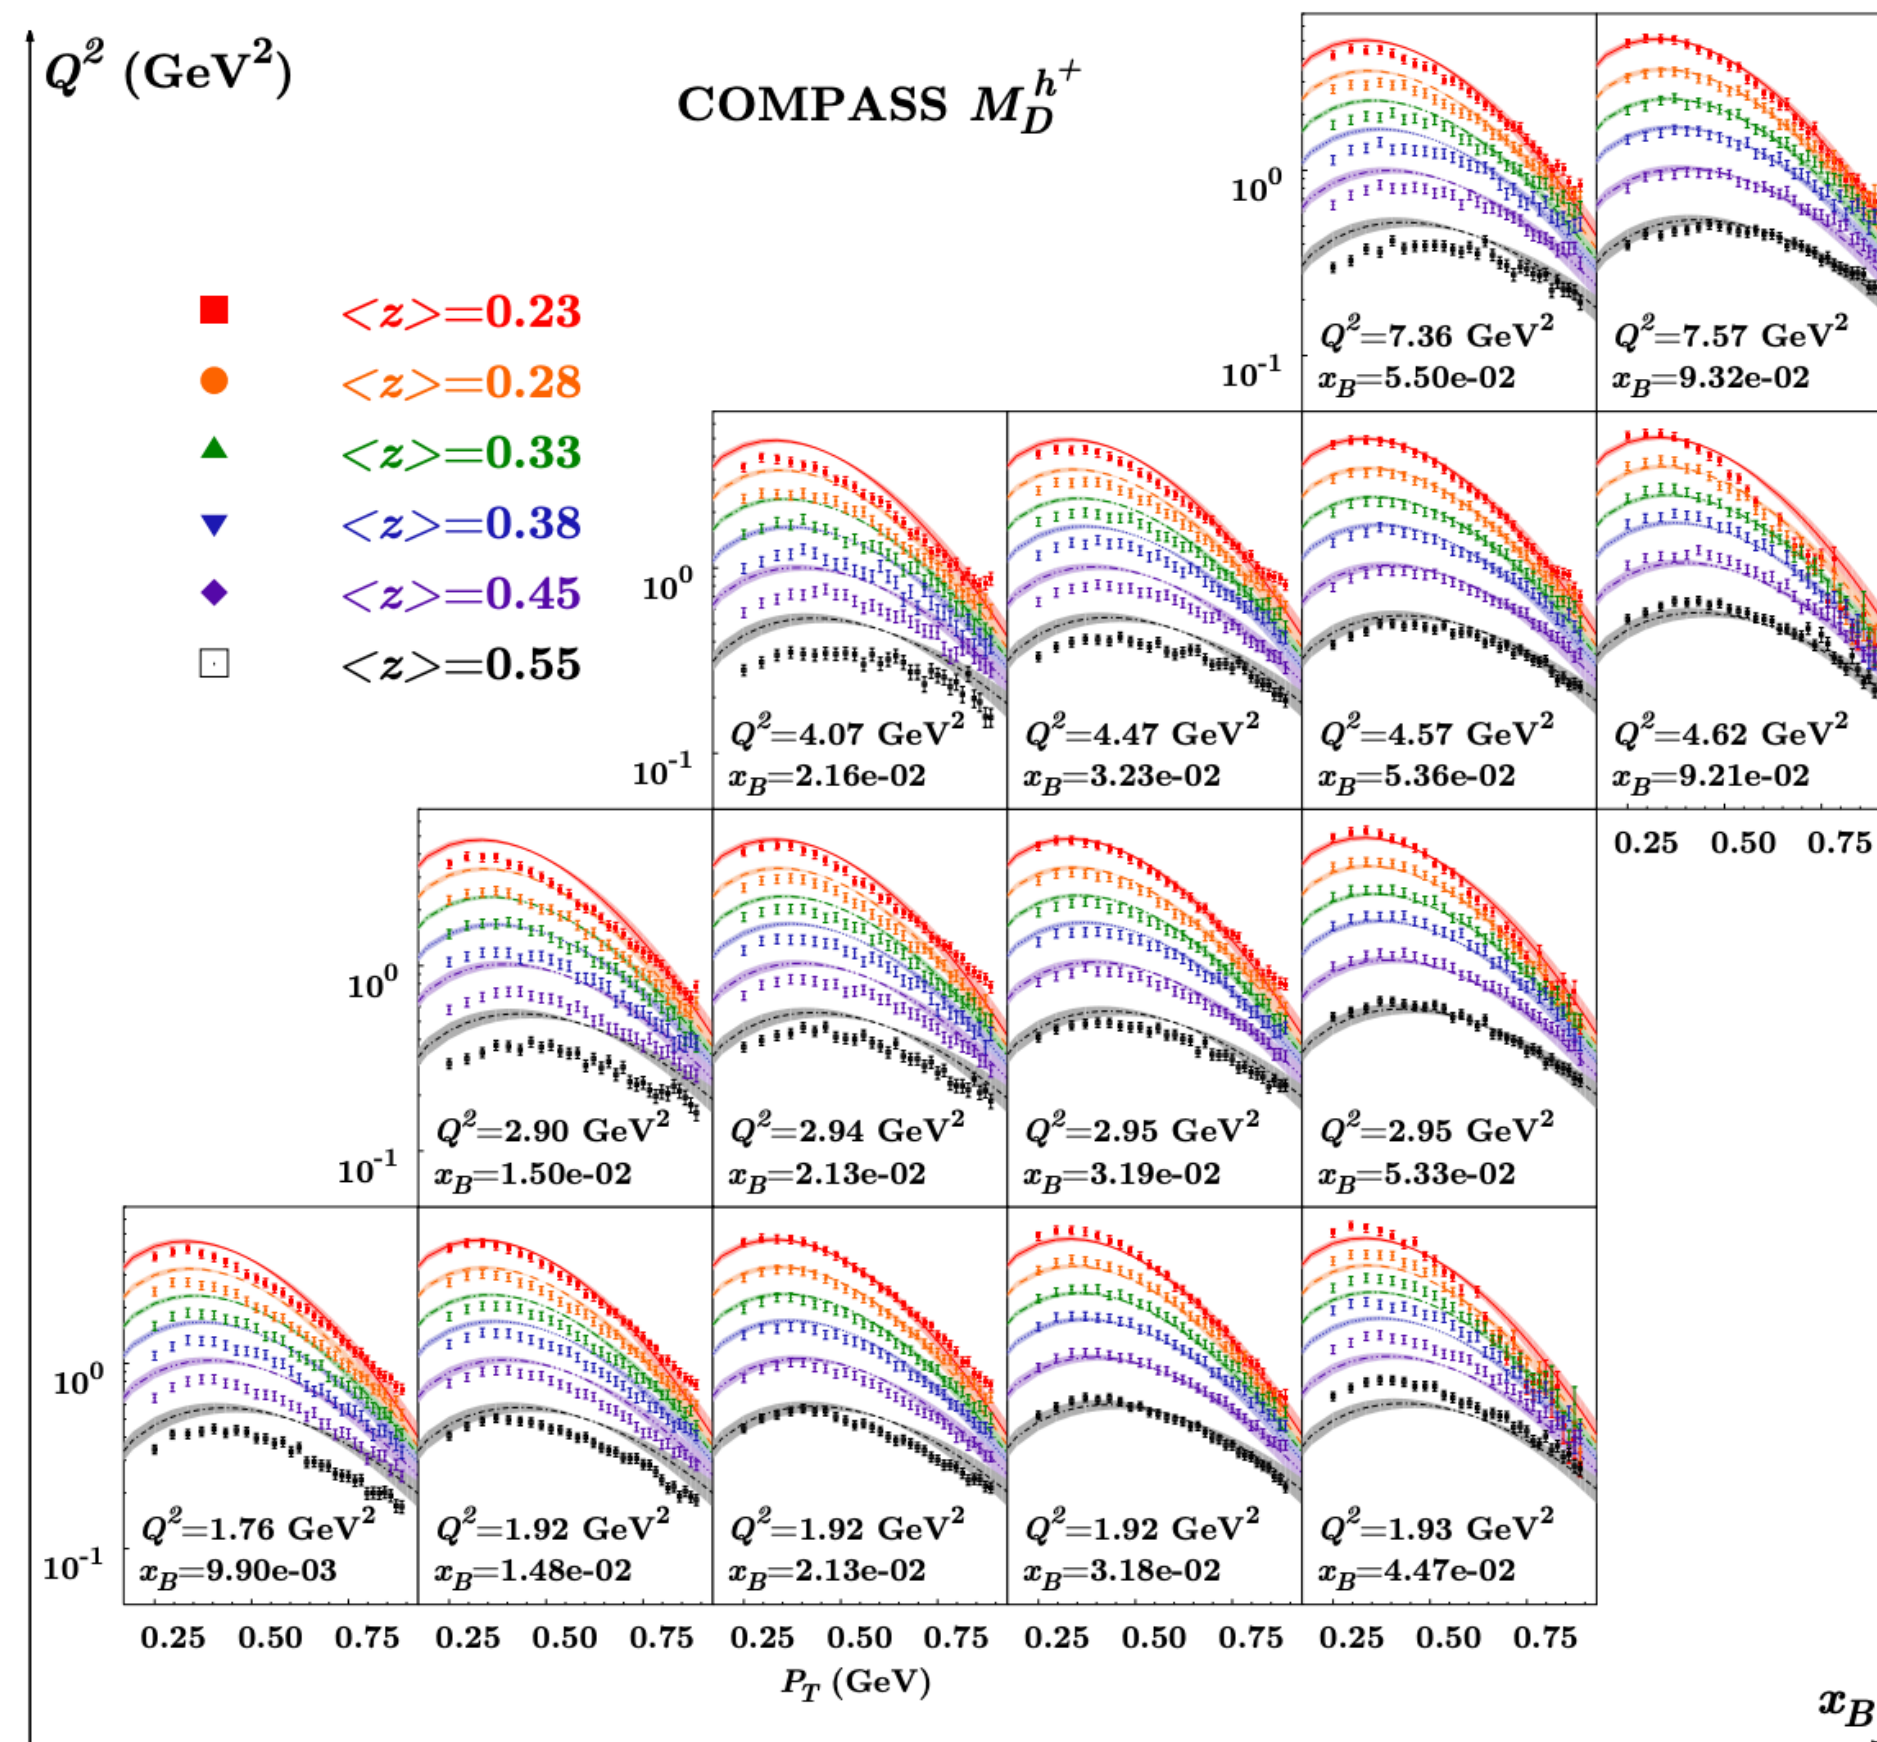 Q² (GeV²)
COMPASS M_D^{h⁺}
<z>=0.23
<z>=0.28
<z>=0.33
<z>=0.38
<z>=0.45
<z>=0.55
10⁰
10⁻¹
Q²=7.36 GeV²
x_B=5.50e-02
Q²=7.57 GeV²
x_B=9.32e-02
10⁰
10⁻¹
Q²=4.07 GeV²
x_B=2.16e-02
Q²=4.47 GeV²
x_B=3.23e-02
Q²=4.57 GeV²
x_B=5.36e-02
Q²=4.62 GeV²
x_B=9.21e-02
0.25 0.50 0.75
10⁰
10⁻¹
Q²=2.90 GeV²
x_B=1.50e-02
Q²=2.94 GeV²
x_B=2.13e-02
Q²=2.95 GeV²
x_B=3.19e-02
Q²=2.95 GeV²
x_B=5.33e-02
10⁰
10⁻¹
Q²=1.76 GeV²
x_B=9.90e-03
Q²=1.92 GeV²
x_B=1.48e-02
Q²=1.92 GeV²
x_B=2.13e-02
Q²=1.92 GeV²
x_B=3.18e-02
Q²=1.93 GeV²
x_B=4.47e-02
0.25 0.50 0.75 0.25 0.50 0.75 0.25 0.50 0.75 0.25 0.50 0.75 0.25 0.50 0.75
P_T (GeV)
x_B